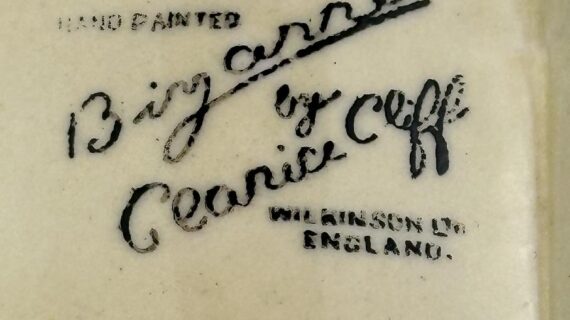 HAND PAINTED
Bizarre
by
Clarice Cliff
WILKINSON LTD
ENGLAND.